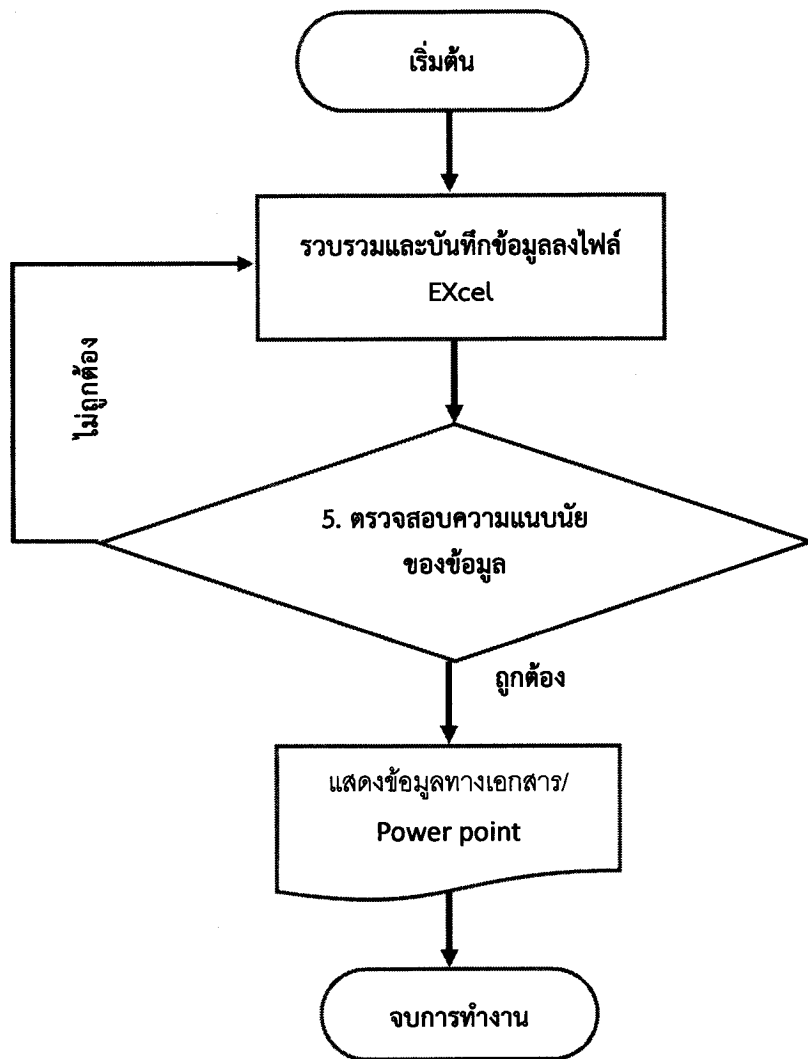 เริ่มต้น
รวบรวมและบันทึกข้อมูลลงไฟล์
EXcel
ไม่ถูกต้อง
5. ตรวจสอบความแนบนัย
ของข้อมูล
ถูกต้อง
แสดงข้อมูลทางเอกสาร/
Power point
จบการทำงาน